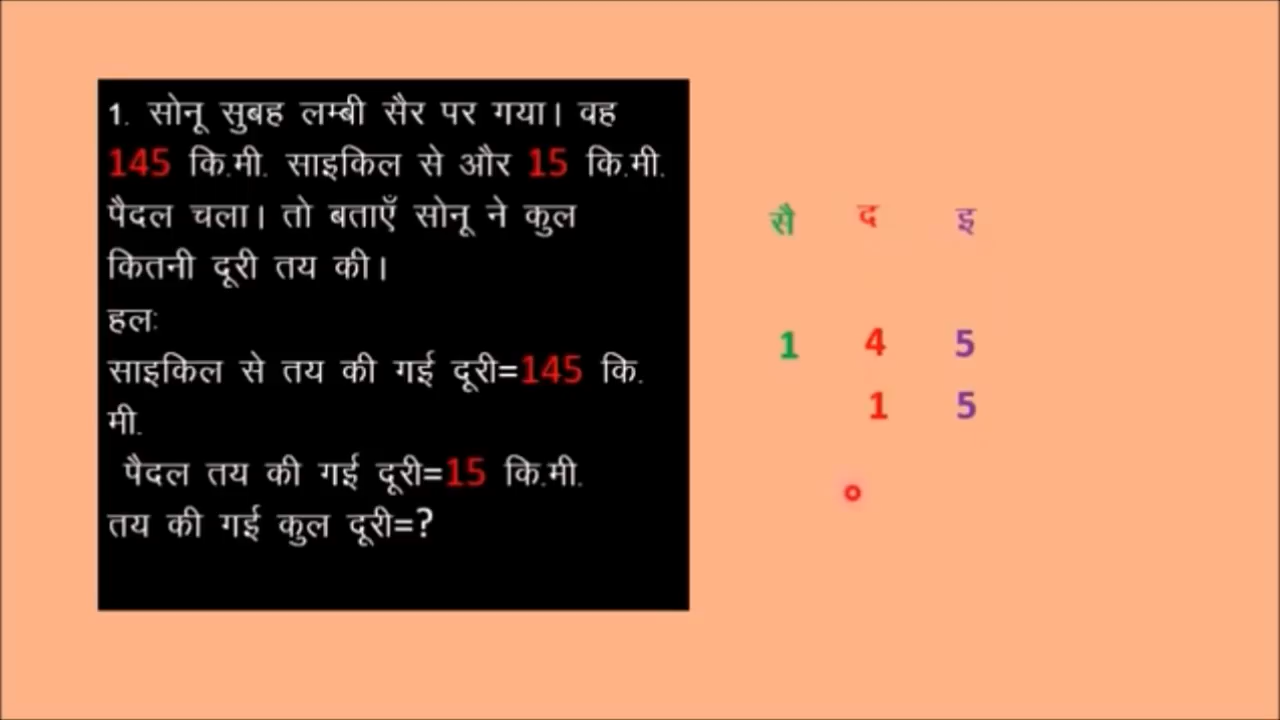 1. सोनू सुबह लम्बी सैर पर गया। वह
145 कि.मी. साइकिल से और 15 कि.मी.
पैदल चला। तो बताएँ सोनू ने कुल
कितनी दूरी तय की।
हलः
साइकिल से तय की गई दूरी=145 कि.
मी.
पैदल तय की गई दूरी=15 कि.मी.
तय की गई कुल दूरी=?
सै द इ
1 4 5
1 5